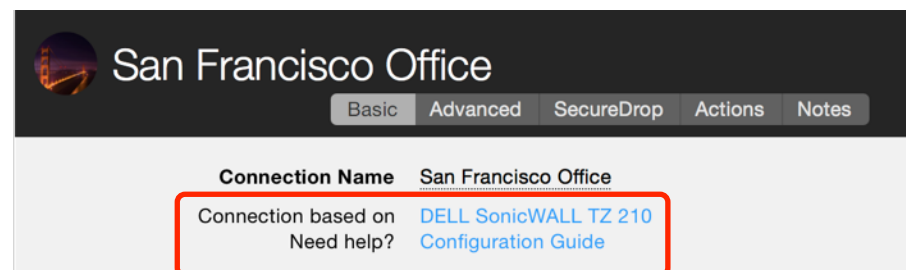 San Francisco Office
Basic Advanced SecureDrop Actions Notes
Connection Name San Francisco Office
Connection based on DELL SonicWALL TZ 210
Need help? Configuration Guide